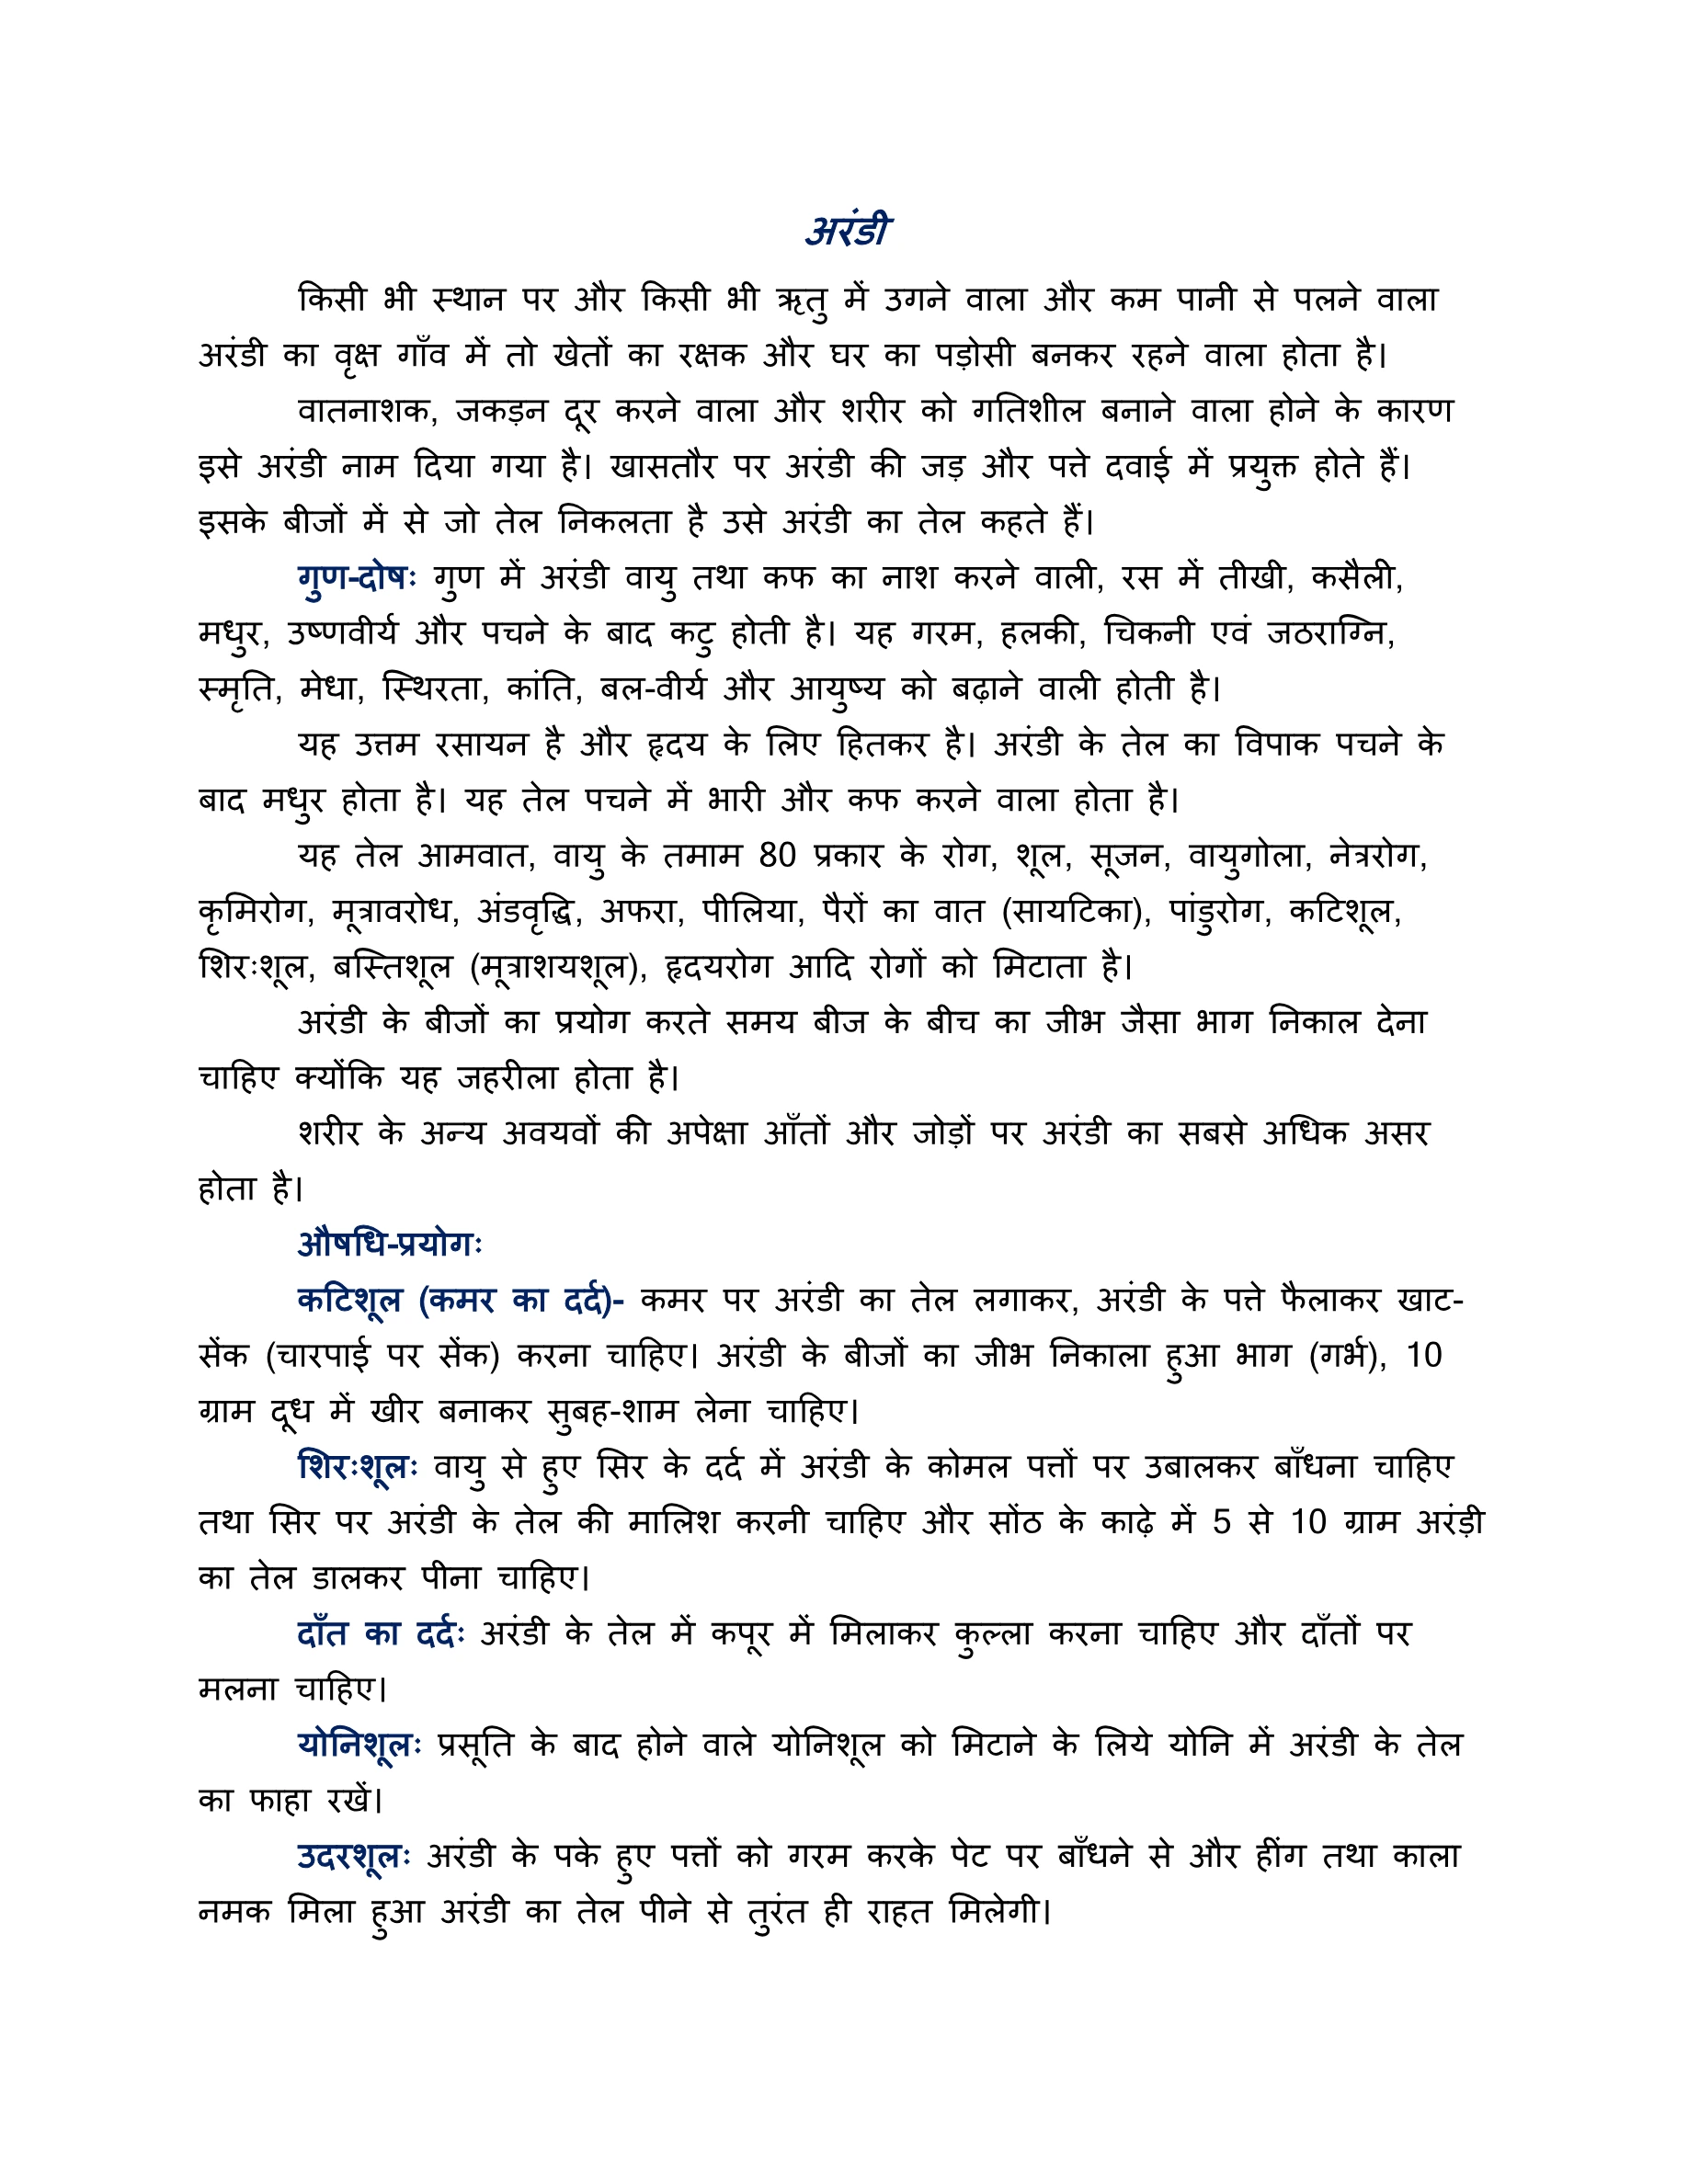 अरंडी
किसी भी स्थान पर और किसी भी ऋतु में उगने वाला और कम पानी से पलने वाला
अरंडी का वृक्ष गाँव में तो खेतों का रक्षक और घर का पड़ोसी बनकर रहने वाला होता है।
वातनाशक, जकड़न दूर करने वाला और शरीर को गतिशील बनाने वाला होने के कारण
इसे अरंडी नाम दिया गया है। खासतौर पर अरंडी की जड़ और पत्ते दवाई में प्रयुक्त होते हैं।
इसके बीजों में से जो तेल निकलता है उसे अरंडी का तेल कहते हैं।
गुण-दोषः गुण में अरंडी वायु तथा कफ का नाश करने वाली, रस में तीखी, कसैली,
मधुर, उष्णवीर्य और पचने के बाद कटु होती है। यह गरम, हलकी, चिकनी एवं जठराग्नि,
स्मृति, मेधा, स्थिरता, कांति, बल-वीर्य और आयुष्य को बढ़ाने वाली होती है।
यह उत्तम रसायन है और हृदय के लिए हितकर है। अरंडी के तेल का विपाक पचने के
बाद मधुर होता है। यह तेल पचने में भारी और कफ करने वाला होता है।
यह तेल आमवात, वायु के तमाम 80 प्रकार के रोग, शूल, सूजन, वायुगोला, नेत्ररोग,
कृमिरोग, मूत्रावरोध, अंडवृद्धि, अफरा, पीलिया, पैरों का वात (सायटिका), पांडुरोग, कटिशूल,
शिरःशूल, बस्तिशूल (मूत्राशयशूल), हृदयरोग आदि रोगों को मिटाता है।
अरंडी के बीजों का प्रयोग करते समय बीज के बीच का जीभ जैसा भाग निकाल देना
चाहिए क्योंकि यह जहरीला होता है।
शरीर के अन्य अवयवों की अपेक्षा आँतों और जोड़ों पर अरंडी का सबसे अधिक असर
होता है।
औषधि-प्रयोगः
कटिशूल (कमर का दर्द)- कमर पर अरंडी का तेल लगाकर, अरंडी के पत्ते फैलाकर खाट-
सेंक (चारपाई पर सेंक) करना चाहिए। अरंडी के बीजों का जीभ निकाला हुआ भाग (गर्भ), 10
ग्राम दूध में खीर बनाकर सुबह-शाम लेना चाहिए।
शिरःशूलः वायु से हुए सिर के दर्द में अरंडी के कोमल पत्तों पर उबालकर बाँधना चाहिए
तथा सिर पर अरंडी के तेल की मालिश करनी चाहिए और सोंठ के काढ़े में 5 से 10 ग्राम अरंड़ी
का तेल डालकर पीना चाहिए।
दाँत का दर्दः अरंडी के तेल में कपूर में मिलाकर कुल्ला करना चाहिए और दाँतों पर
मलना चाहिए।
योनिशूलः प्रसूति के बाद होने वाले योनिशूल को मिटाने के लिये योनि में अरंडी के तेल
का फाहा रखें।
उदरशूलः अरंडी के पके हुए पत्तों को गरम करके पेट पर बाँधने से और हींग तथा काला
नमक मिला हुआ अरंडी का तेल पीने से तुरंत ही राहत मिलेगी।